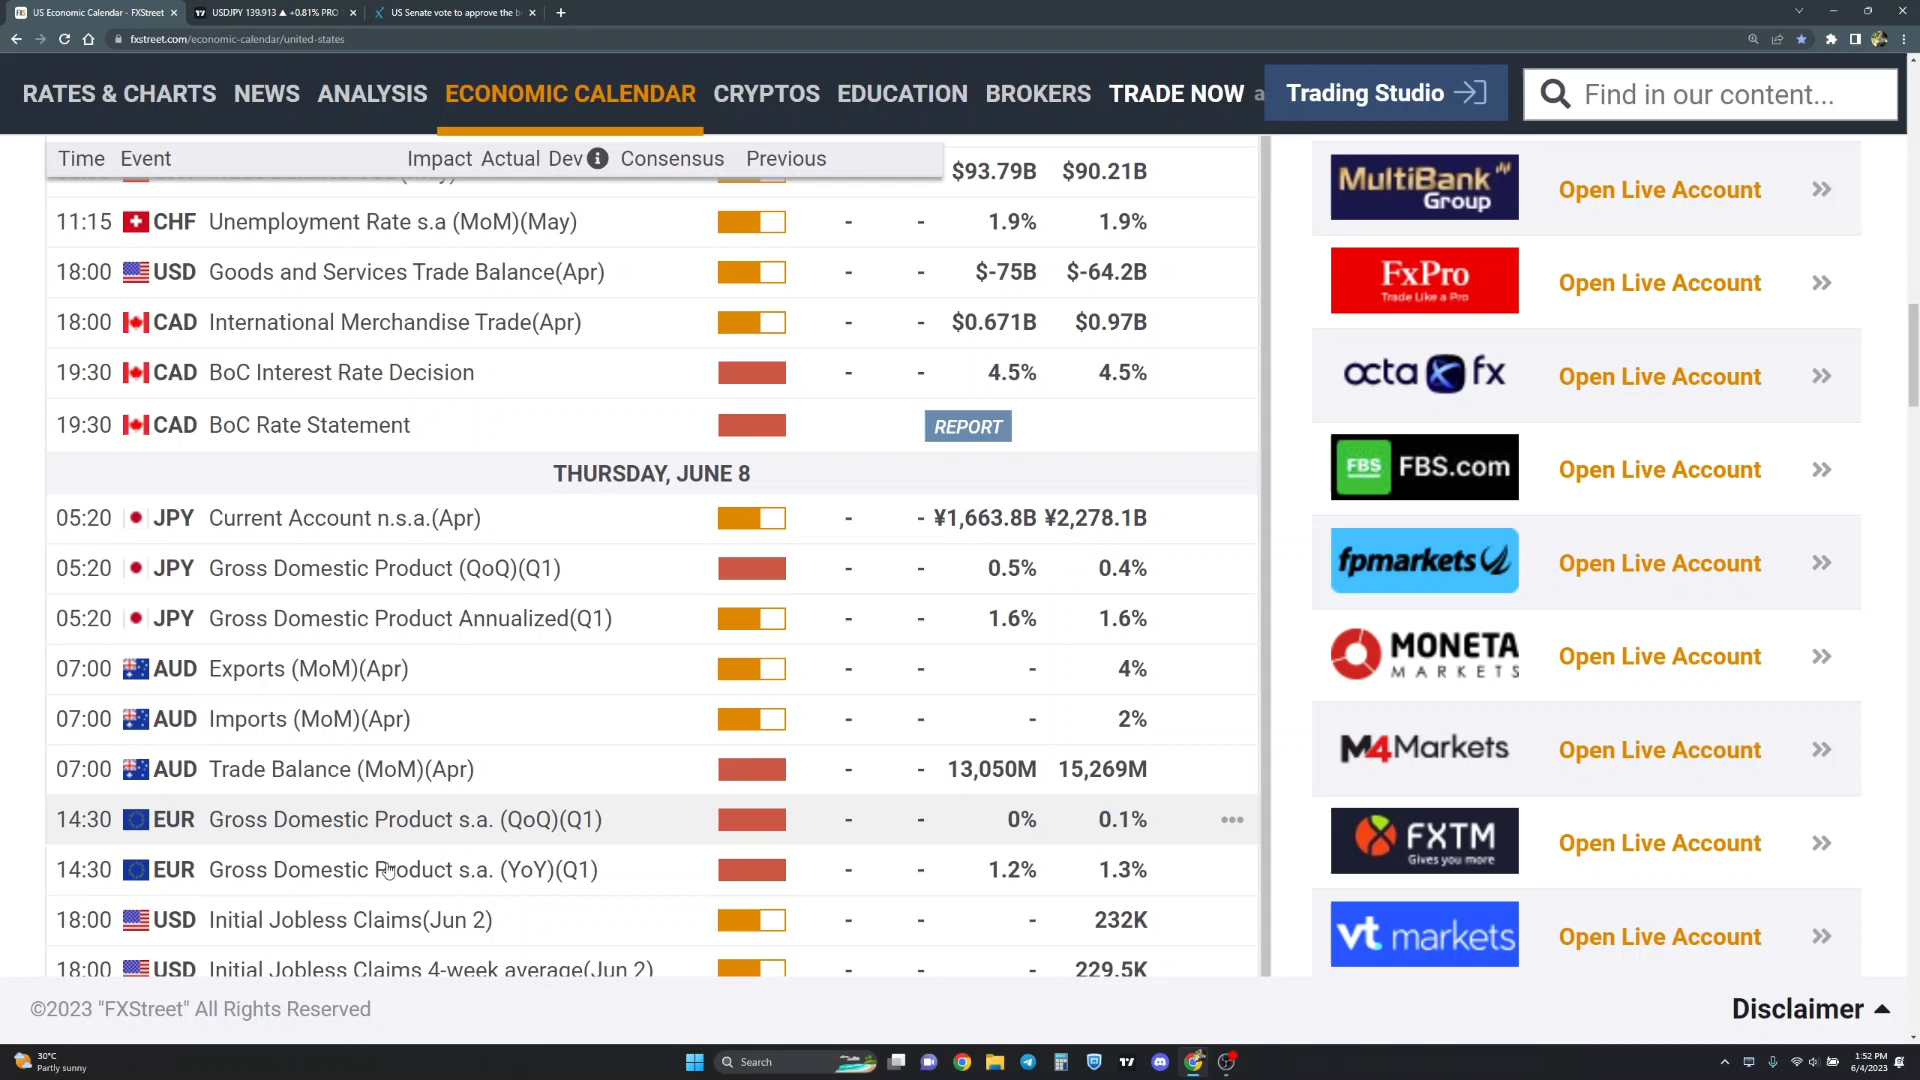 US Economic Calendar - FXStreet
USDJPY 139.913 ▲ +0.81% PRO
US Senate vote to approve the b
fxstreet.com/economic-calendar/united-states
RATES & CHARTS NEWS ANALYSIS ECONOMIC CALENDAR CRYPTOS EDUCATION BROKERS TRADE NOW a Trading Studio Find in our content...
Time Event Impact Actual Dev Consensus Previous
$93.79B $90.21B
11:15 CHF Unemployment Rate s.a (MoM)(May) - - 1.9% 1.9%
18:00 USD Goods and Services Trade Balance(Apr) - - $-75B $-64.2B
18:00 CAD International Merchandise Trade(Apr) - - $0.671B $0.97B
19:30 CAD BoC Interest Rate Decision - - 4.5% 4.5%
19:30 CAD BoC Rate Statement REPORT
THURSDAY, JUNE 8
05:20 JPY Current Account n.s.a.(Apr) - - ¥1,663.8B ¥2,278.1B
05:20 JPY Gross Domestic Product (QoQ)(Q1) - - 0.5% 0.4%
05:20 JPY Gross Domestic Product Annualized(Q1) - - 1.6% 1.6%
07:00 AUD Exports (MoM)(Apr) - - - 4%
07:00 AUD Imports (MoM)(Apr) - - - 2%
07:00 AUD Trade Balance (MoM)(Apr) - - 13,050M 15,269M
14:30 EUR Gross Domestic Product s.a. (QoQ)(Q1) - - 0% 0.1%
14:30 EUR Gross Domestic Product s.a. (YoY)(Q1) - - 1.2% 1.3%
18:00 USD Initial Jobless Claims(Jun 2) - - - 232K
18:00 USD Initial Jobless Claims 4-week average(Jun 2) - - - 229.5K
MultiBank Group Open Live Account
FxPro Trade Like a Pro Open Live Account
octa fx Open Live Account
FBS FBS.com Open Live Account
fpmarkets Open Live Account
MONETA MARKETS Open Live Account
M4Markets Open Live Account
FXTM Gives you more Open Live Account
vt markets Open Live Account
©2023 "FXStreet" All Rights Reserved
Disclaimer
30°C
Partly sunny
Search
1:52 PM
6/4/2023